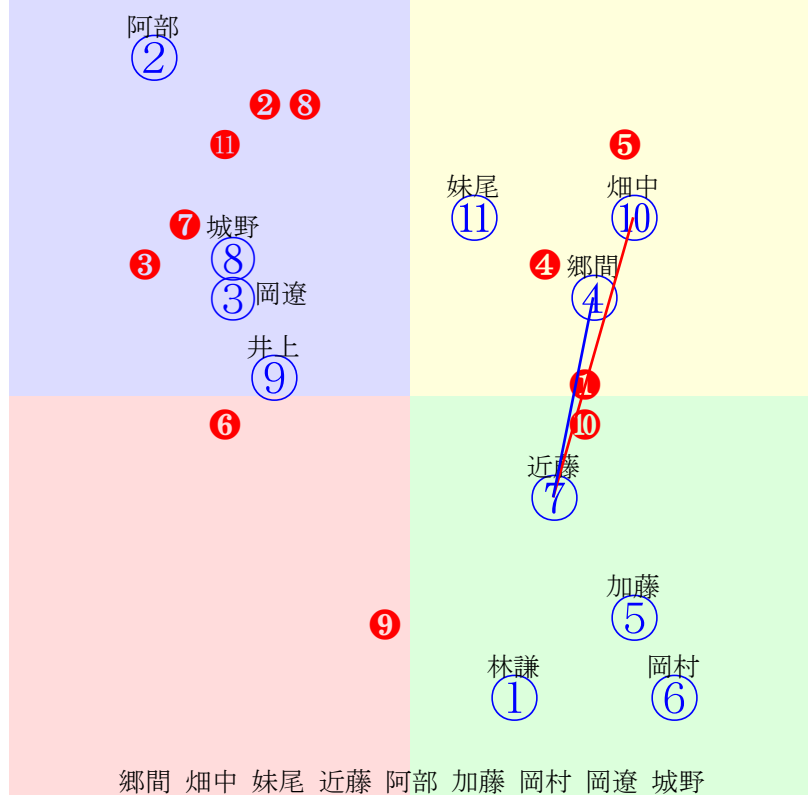 阿部
②
❷ ❽
⓫
❺
妹尾
⑪
畑中
⑩
❼
城野
⑧
❸
❹
郷間
④
③ 岡遼
井上
⑨
❶
❻
❿
近藤
⑦
加藤
⑤
❾
林謙
①
岡村
⑥
郷間 畑中 妹尾 近藤 阿部 加藤 岡村 岡遼 城野